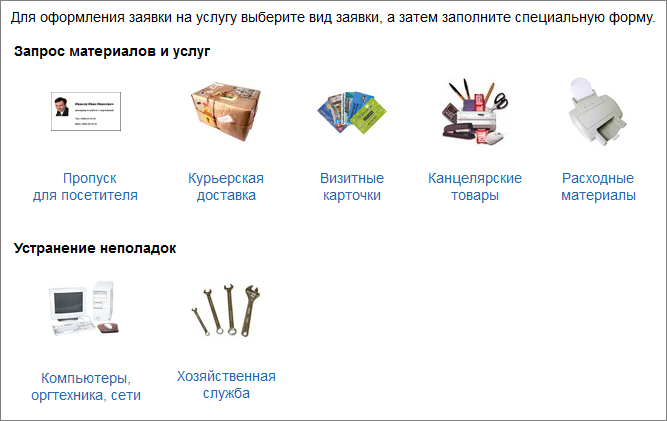 Для оформления заявки на услугу выберите вид заявки, а затем заполните специальную форму.
Запрос материалов и услуг
Пропуск
для посетителя
Курьерская
доставка
Визитные
карточки
Канцелярские
товары
Расходные
материалы
Устранение неполадок
Компьютеры,
оргтехника, сети
Хозяйственная
служба